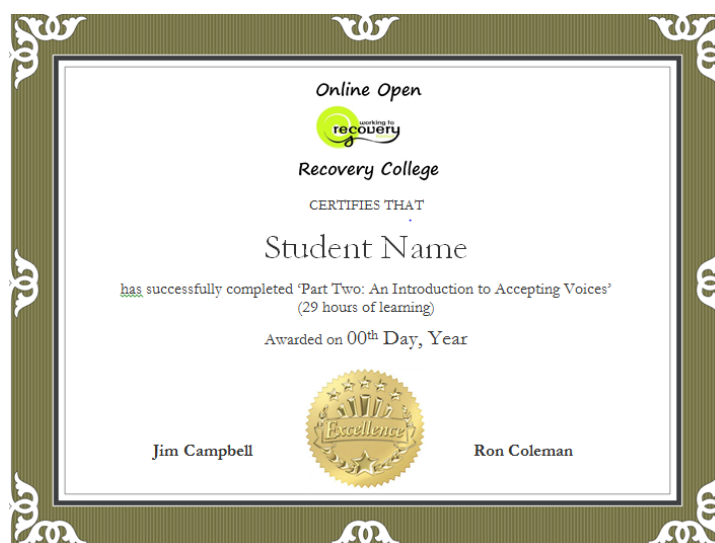 Online Open
working to
recovery
Recovery College
CERTIFIES THAT
Student Name
has successfully completed ‘Part Two: An Introduction to Accepting Voices’
(29 hours of learning)
Awarded on 00th Day, Year
Excellence
Jim Campbell
Ron Coleman